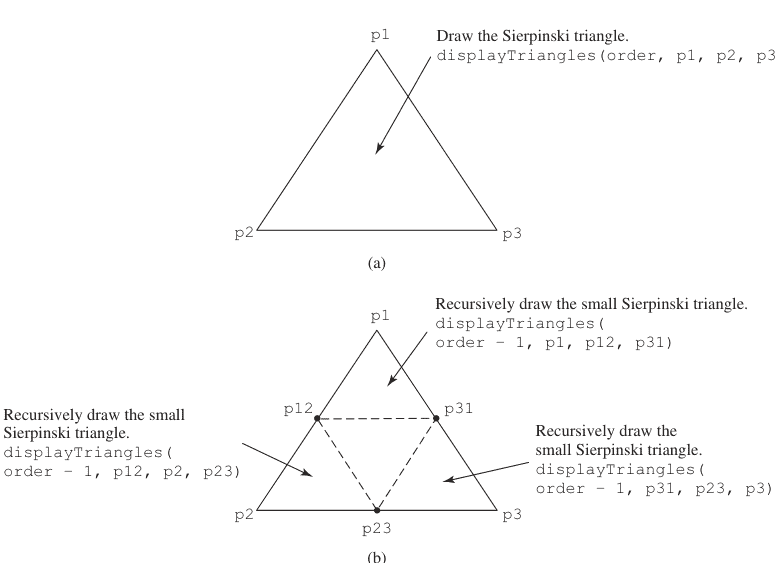 p1
Draw the Sierpinski triangle.
displayTriangles(order, p1, p2, p3
p2
p3
(a)
Recursively draw the small Sierpinski triangle.
displayTriangles(
order - 1, p1, p12, p31)
p1
p12
p31
Recursively draw the small
Sierpinski triangle.
displayTriangles(
order - 1, p12, p2, p23)
Recursively draw the
small Sierpinski triangle.
displayTriangles(
order - 1, p31, p23, p3)
p2
p3
p23
(b)